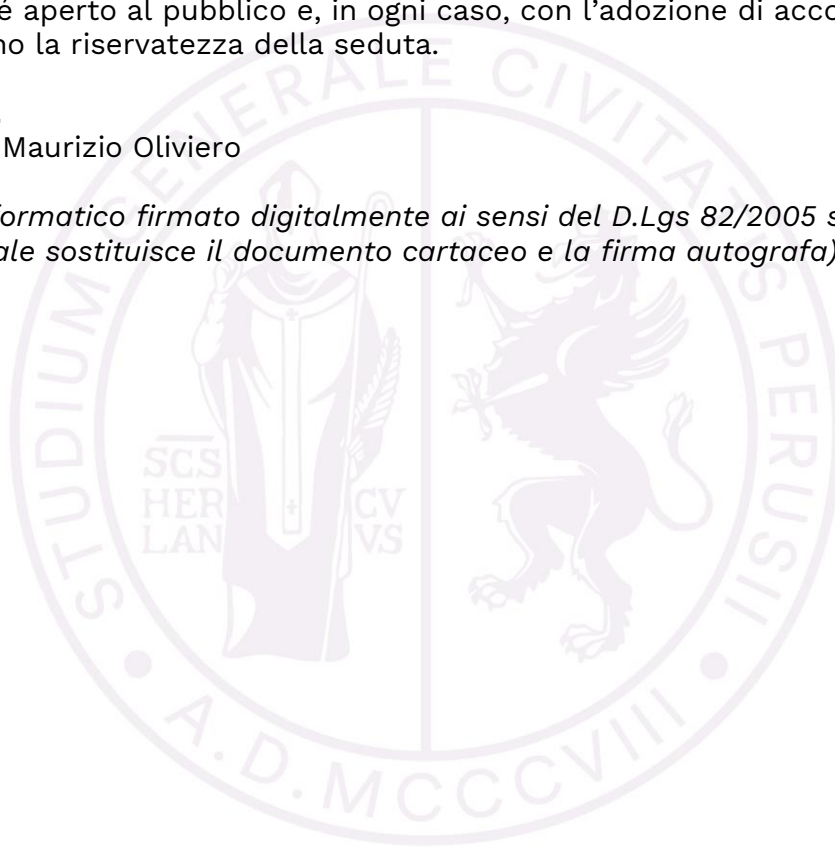 é aperto al pubblico e, in ogni caso, con l’adozione di acco
no la riservatezza della seduta.
Maurizio Oliviero
ormatico firmato digitalmente ai sensi del D.Lgs 82/2005 s
ale sostituisce il documento cartaceo e la firma autografa)
STUDIUM GENERALE CIVITATIS PERUSII
SCS
HER
LAN
CV
VS
A.D. MCCCVIII